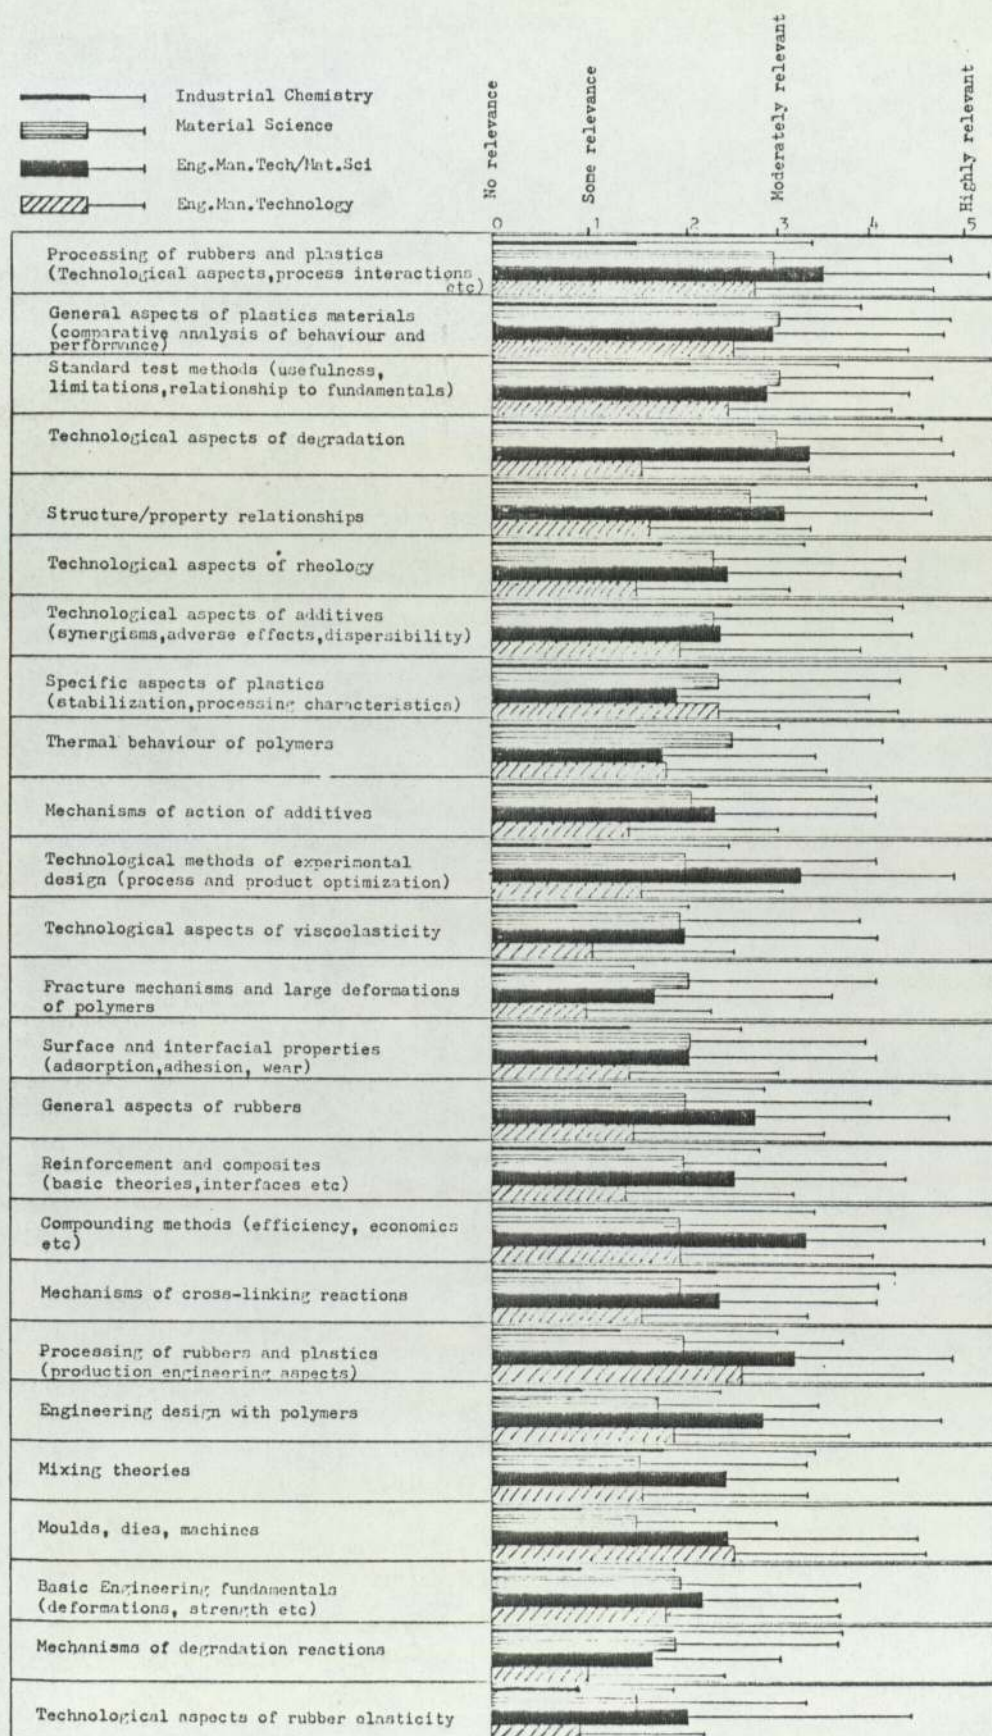 Industrial Chemistry
Material Science
Eng.Man.Tech/Mat.Sci
Eng.Man.Technology
No relevance
Some relevance
Moderately relevant
Highly relevant
0 1 2 3 4 5
Processing of rubbers and plastics
(Technological aspects,process interactions
etc)
General aspects of plastics materials
(comparative analysis of behaviour and
performance)
Standard test methods (usefulness,
limitations,relationship to fundamentals)
Technological aspects of degradation
Structure/property relationships
Technological aspects of rheology
Technological aspects of additives
(synergisms,adverse effects,dispersibility)
Specific aspects of plastics
(stabilization,processing characteristics)
Thermal behaviour of polymers
Mechanisms of action of additives
Technological methods of experimental
design (process and product optimization)
Technological aspects of viscoelasticity
Fracture mechanisms and large deformations
of polymers
Surface and interfacial properties
(adsorption,adhesion, wear)
General aspects of rubbers
Reinforcement and composites
(basic theories,interfaces etc)
Compounding methods (efficiency, economics
etc)
Mechanisms of cross-linking reactions
Processing of rubbers and plastics
(production engineering aspects)
Engineering design with polymers
Mixing theories
Moulds, dies, machines
Basic Engineering fundamentals
(deformations, strength etc)
Mechanisms of degradation reactions
Technological aspects of rubber elasticity